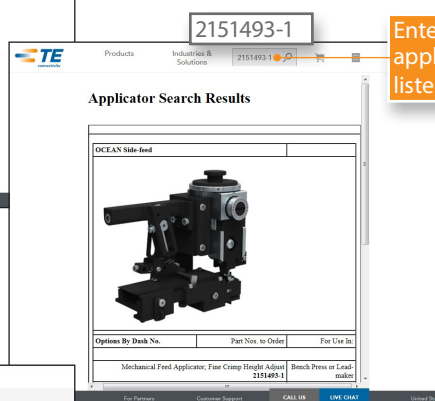 2151493-1
Ente
appl
liste
TE
connectivity
Products
Industries &
Solutions
2151493-1
Applicator Search Results
OCEAN Side-feed
Options By Dash No.
Part Nos. to Order
For Use In:
Mechanical Feed Applicator; Fine Crimp Height Adjust
2151493-1
Bench Press or Lead-
maker
For Partners
Customer Support
CALL US
LIVE CHAT
United St